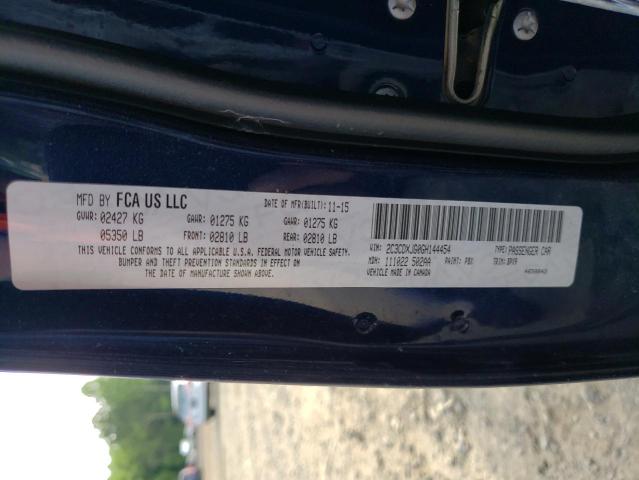 MFD BY FCA US LLC DATE OF MFR(BUILT): 11-15
GVWR: 02427 KG GAWR: 01275 KG GAWR: 01275 KG
05350 LB FRONT: 02810 LB REAR: 02810 LB
THIS VEHICLE CONFORMS TO ALL APPLICABLE U.S.A. FEDERAL MOTOR VEHICLE SAFETY,
BUMPER AND THEFT PREVENTION STANDARDS IN EFFECT ON
THE DATE OF MANUFACTURE SHOWN ABOVE.
VIN: 2C3CDXJG0GH144454 TYPE: PASSENGER CAR
MDH: 111022 502AA PAINT: PBX TRIM:
VEHICLE MADE IN CANADA